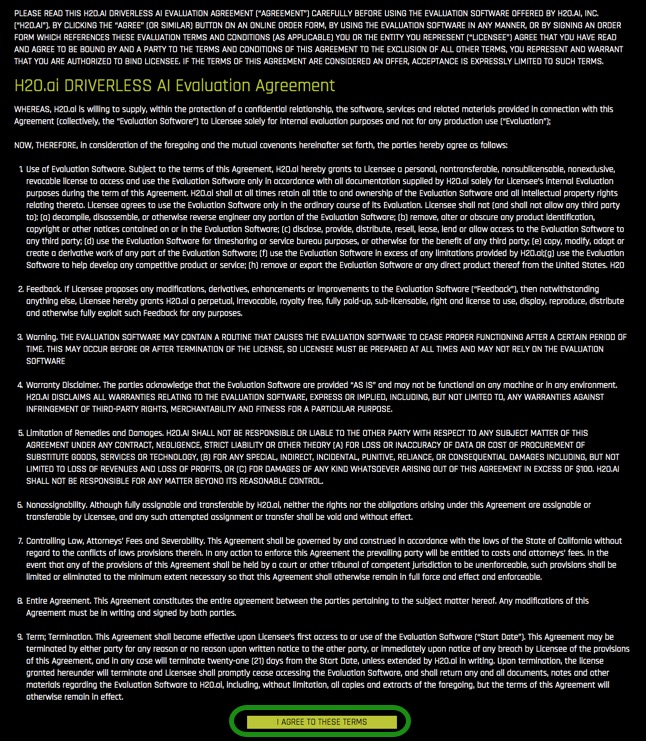 PLEASE READ THIS H2O.AI DRIVERLESS AI EVALUATION AGREEMENT ("AGREEMENT") CAREFULLY BEFORE USING THE EVALUATION SOFTWARE OFFERED BY H2O.AI, INC.
("H2O.AI"). BY CLICKING THE "AGREE" (OR SIMILAR) BUTTON ON AN ONLINE ORDER FORM, BY USING THE EVALUATION SOFTWARE IN ANY MANNER, OR BY SIGNING AN ORDER
FORM WHICH REFERENCES THESE EVALUATION TERMS AND CONDITIONS (AS APPLICABLE) YOU OR THE ENTITY YOU REPRESENT ("LICENSEE") AGREE THAT YOU HAVE READ
AND AGREE TO BE BOUND BY AND A PARTY TO THE TERMS AND CONDITIONS OF THIS AGREEMENT TO THE EXCLUSION OF ALL OTHER TERMS, YOU REPRESENT AND WARRANT
THAT YOU ARE AUTHORIZED TO BIND LICENSEE. IF THE TERMS OF THIS AGREEMENT ARE CONSIDERED AN OFFER, ACCEPTANCE IS EXPRESSLY LIMITED TO SUCH TERMS.
H2O.ai DRIVERLESS AI Evaluation Agreement
WHEREAS, H2O.ai is willing to supply, within the protection of a confidential relationship, the software, services and related materials provided in connection with this
Agreement (collectively, the "Evaluation Software") to Licensee solely for internal evaluation purposes and not for any production use ("Evaluation");
NOW, THEREFORE, in consideration of the foregoing and the mutual covenants hereinafter set forth, the parties hereby agree as follows:
1. Use of Evaluation Software. Subject to the terms of this Agreement, H2O.ai hereby grants to Licensee a personal, nontransferable, nonsublicensable, nonexclusive,
revocable license to access and use the Evaluation Software only in accordance with all documentation supplied by H2O.ai solely for Licensee's internal Evaluation
purposes during the term of this Agreement. H2O.ai shall at all times retain all title to and ownership of the Evaluation Software and all intellectual property rights
relating thereto. Licensee agrees to use the Evaluation Software only in the ordinary course of its Evaluation. Licensee shall not (and shall not allow any third party
to): (a) decompile, disassemble, or otherwise reverse engineer any portion of the Evaluation Software; (b) remove, alter or obscure any product identification,
copyright or other notices contained on or in the Evaluation Software; (c) disclose, provide, distribute, resell, lease, lend or allow access to the Evaluation Software to
any third party; (d) use the Evaluation Software for timesharing or service bureau purposes, or otherwise for the benefit of any third party; (e) copy, modify, adapt or
create a derivative work of any part of the Evaluation Software; (f) use the Evaluation Software in excess of any limitations provided by H2O.ai;(g) use the Evaluation
Software to help develop any competitive product or service; (h) remove or export the Evaluation Software or any direct product thereof from the United States. H2O
2. Feedback. If Licensee proposes any modifications, derivatives, enhancements or improvements to the Evaluation Software ("Feedback"), then notwithstanding
anything else, Licensee hereby grants H2O.ai a perpetual, irrevocable, royalty free, fully paid-up, sub-licensable, right and license to use, display, reproduce, distribute
and otherwise fully exploit such Feedback for any purposes.
3. Warning. THE EVALUATION SOFTWARE MAY CONTAIN A ROUTINE THAT CAUSES THE EVALUATION SOFTWARE TO CEASE PROPER FUNCTIONING AFTER A CERTAIN PERIOD OF
TIME. THIS MAY OCCUR BEFORE OR AFTER TERMINATION OF THE LICENSE, SO LICENSEE MUST BE PREPARED AT ALL TIMES AND MAY NOT RELY ON THE EVALUATION
SOFTWARE
4. Warranty Disclaimer. The parties acknowledge that the Evaluation Software are provided "AS IS" and may not be functional on any machine or in any environment.
H2O.AI DISCLAIMS ALL WARRANTIES RELATING TO THE EVALUATION SOFTWARE, EXPRESS OR IMPLIED, INCLUDING, BUT NOT LIMITED TO, ANY WARRANTIES AGAINST
INFRINGEMENT OF THIRD-PARTY RIGHTS, MERCHANTABILITY AND FITNESS FOR A PARTICULAR PURPOSE.
5. Limitation of Remedies and Damages. H2O.AI SHALL NOT BE RESPONSIBLE OR LIABLE TO THE OTHER PARTY WITH RESPECT TO ANY SUBJECT MATTER OF THIS
AGREEMENT UNDER ANY CONTRACT, NEGLIGENCE, STRICT LIABILITY OR OTHER THEORY (A) FOR LOSS OR INACCURACY OF DATA OR COST OF PROCUREMENT OF
SUBSTITUTE GOODS, SERVICES OR TECHNOLOGY, (B) FOR ANY SPECIAL, INDIRECT, INCIDENTAL, PUNITIVE, RELIANCE, OR CONSEQUENTIAL DAMAGES INCLUDING, BUT NOT
LIMITED TO LOSS OF REVENUES AND LOSS OF PROFITS, OR (C) FOR DAMAGES OF ANY KIND WHATSOEVER ARISING OUT OF THIS AGREEMENT IN EXCESS OF $100. H2O.AI
SHALL NOT BE RESPONSIBLE FOR ANY MATTER BEYOND ITS REASONABLE CONTROL.
6. Nonassignability. Although fully assignable and transferable by H2O.ai, neither the rights nor the obligations arising under this Agreement are assignable or
transferable by Licensee, and any such attempted assignment or transfer shall be void and without effect.
7. Controlling Law, Attorneys' Fees and Severability. This Agreement shall be governed by and construed in accordance with the laws of the State of California without
regard to the conflicts of laws provisions therein. In any action to enforce this Agreement the prevailing party will be entitled to costs and attorneys' fees. In the
event that any of the provisions of this Agreement shall be held by a court or other tribunal of competent jurisdiction to be unenforceable, such provisions shall be
limited or eliminated to the minimum extent necessary so that this Agreement shall otherwise remain in full force and effect and enforceable.
8. Entire Agreement. This Agreement constitutes the entire agreement between the parties pertaining to the subject matter hereof. Any modifications of this
Agreement must be in writing and signed by both parties.
9. Term; Termination. This Agreement shall become effective upon Licensee's first access to or use of the Evaluation Software ("Start Date"). This Agreement may be
terminated by either party for any reason or no reason upon written notice to the other party, or immediately upon notice of any breach by Licensee of the provisions
of this Agreement, and in any case will terminate twenty-one (21) days from the Start Date, unless extended by H2O.ai in writing. Upon termination, the license
granted hereunder will terminate and Licensee shall promptly cease accessing the Evaluation Software, and shall return any and all documents, notes and other
materials regarding the Evaluation Software to H2O.ai, including, without limitation, all copies and extracts of the foregoing, but the terms of this Agreement will
otherwise remain in effect.
I AGREE TO THESE TERMS